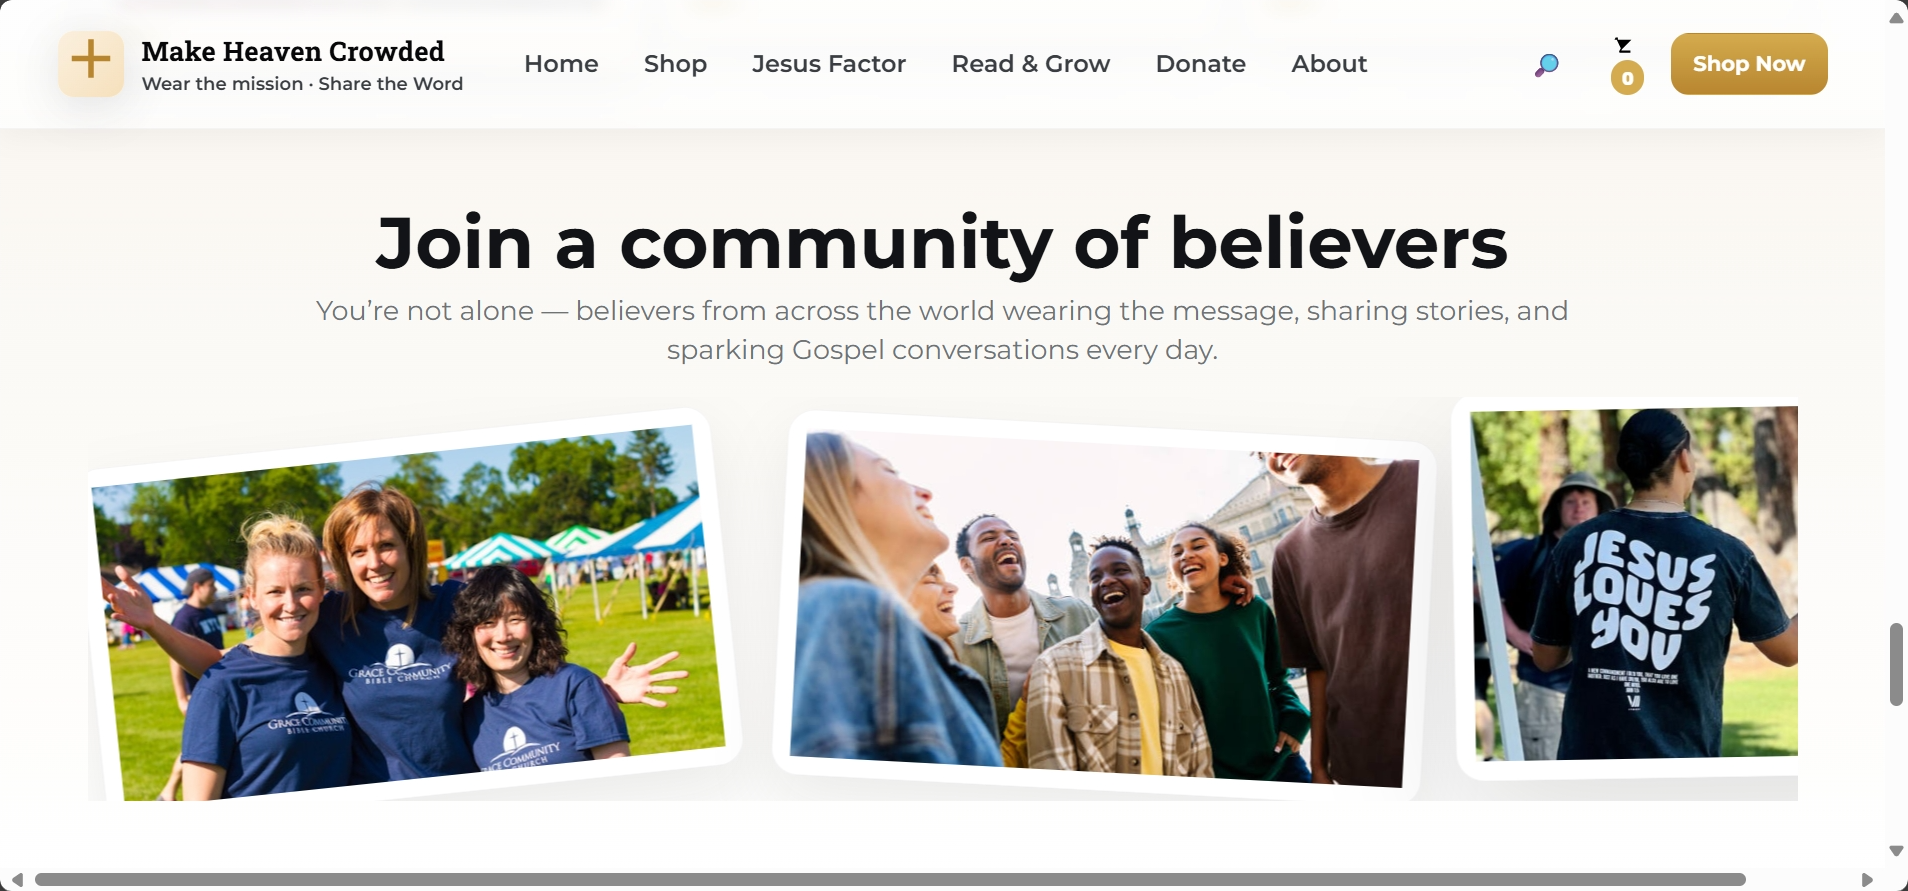 Make Heaven Crowded
Wear the mission · Share the Word
Home
Shop
Jesus Factor
Read & Grow
Donate
About
0
Shop Now
Join a community of believers
You’re not alone — believers from across the world wearing the message, sharing stories, and
sparking Gospel conversations every day.
GRACE COMMUNITY
BIBLE CHURCH
GRACE COMMUNITY
BIBLE CHURCH
GRACE COMMUNITY
BIBLE CHURCH
JESUS
LOVES
YOU